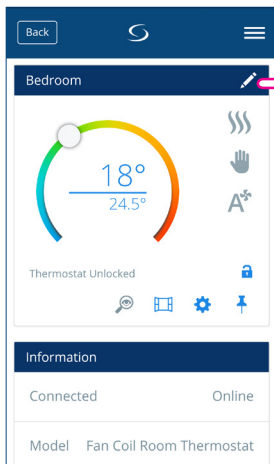 Back
Bedroom
18°
24.5°
A
Thermostat Unlocked
Information
Connected Online
Model Fan Coil Room Thermostat